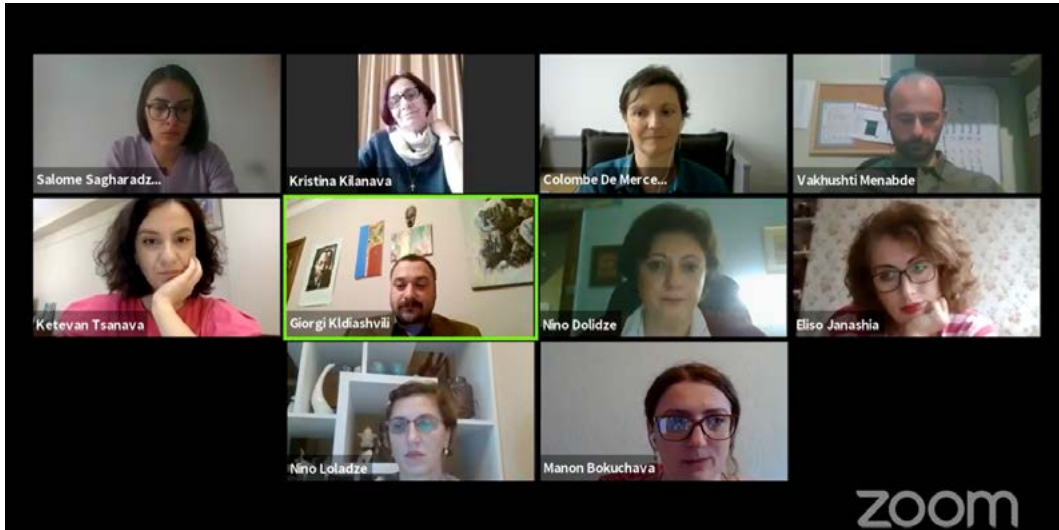 Salome Sagharadz...
Kristina Kilanava
Colombe De Merce...
Vakhushti Menabde
Ketevan Tsanava
Giorgi Kldiashvili
Nino Dolidze
Eliso Janashia
Nino Loladze
Manon Bokuchava
zoom